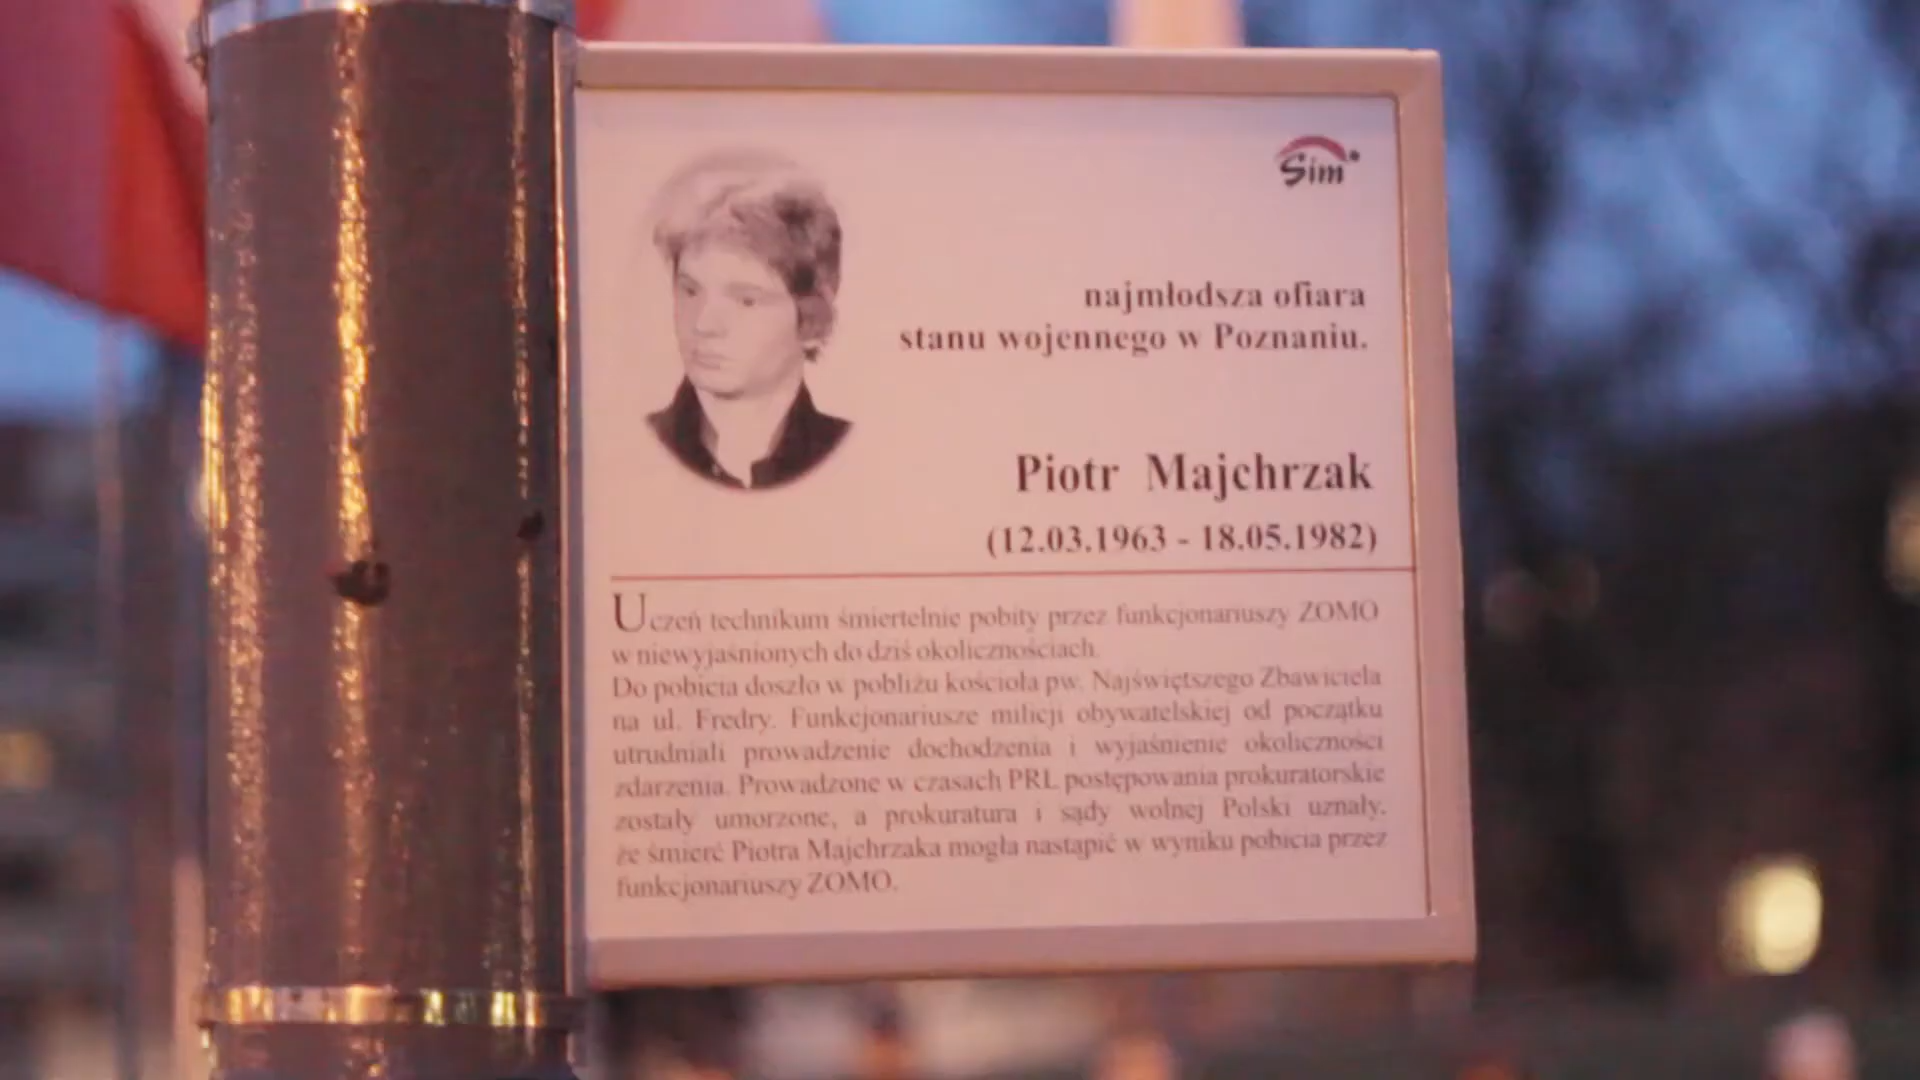 Sim
najmłodsza ofiara
stanu wojennego w Poznaniu.
Piotr Majchrzak
(12.03.1963 - 18.05.1982)
Uczeń technikum śmiertelnie pobity przez funkcjonariuszy ZOMO
w niewyjaśnionych do dziś okolicznościach.
Do pobicia doszło w pobliżu kościoła pw. Najświętszego Zbawiciela
na ul. Fredry. Funkcjonariusze milicji obywatelskiej od początku
utrudniali prowadzenie dochodzenia i wyjaśnienie okoliczności
zdarzenia. Prowadzone w czasach PRL postępowania prokuratorskie
zostały umorzone, a prokuratura i sądy wolnej Polski uznały,
że śmierć Piotra Majchrzaka mogła nastąpić w wyniku pobicia przez
funkcjonariuszy ZOMO.